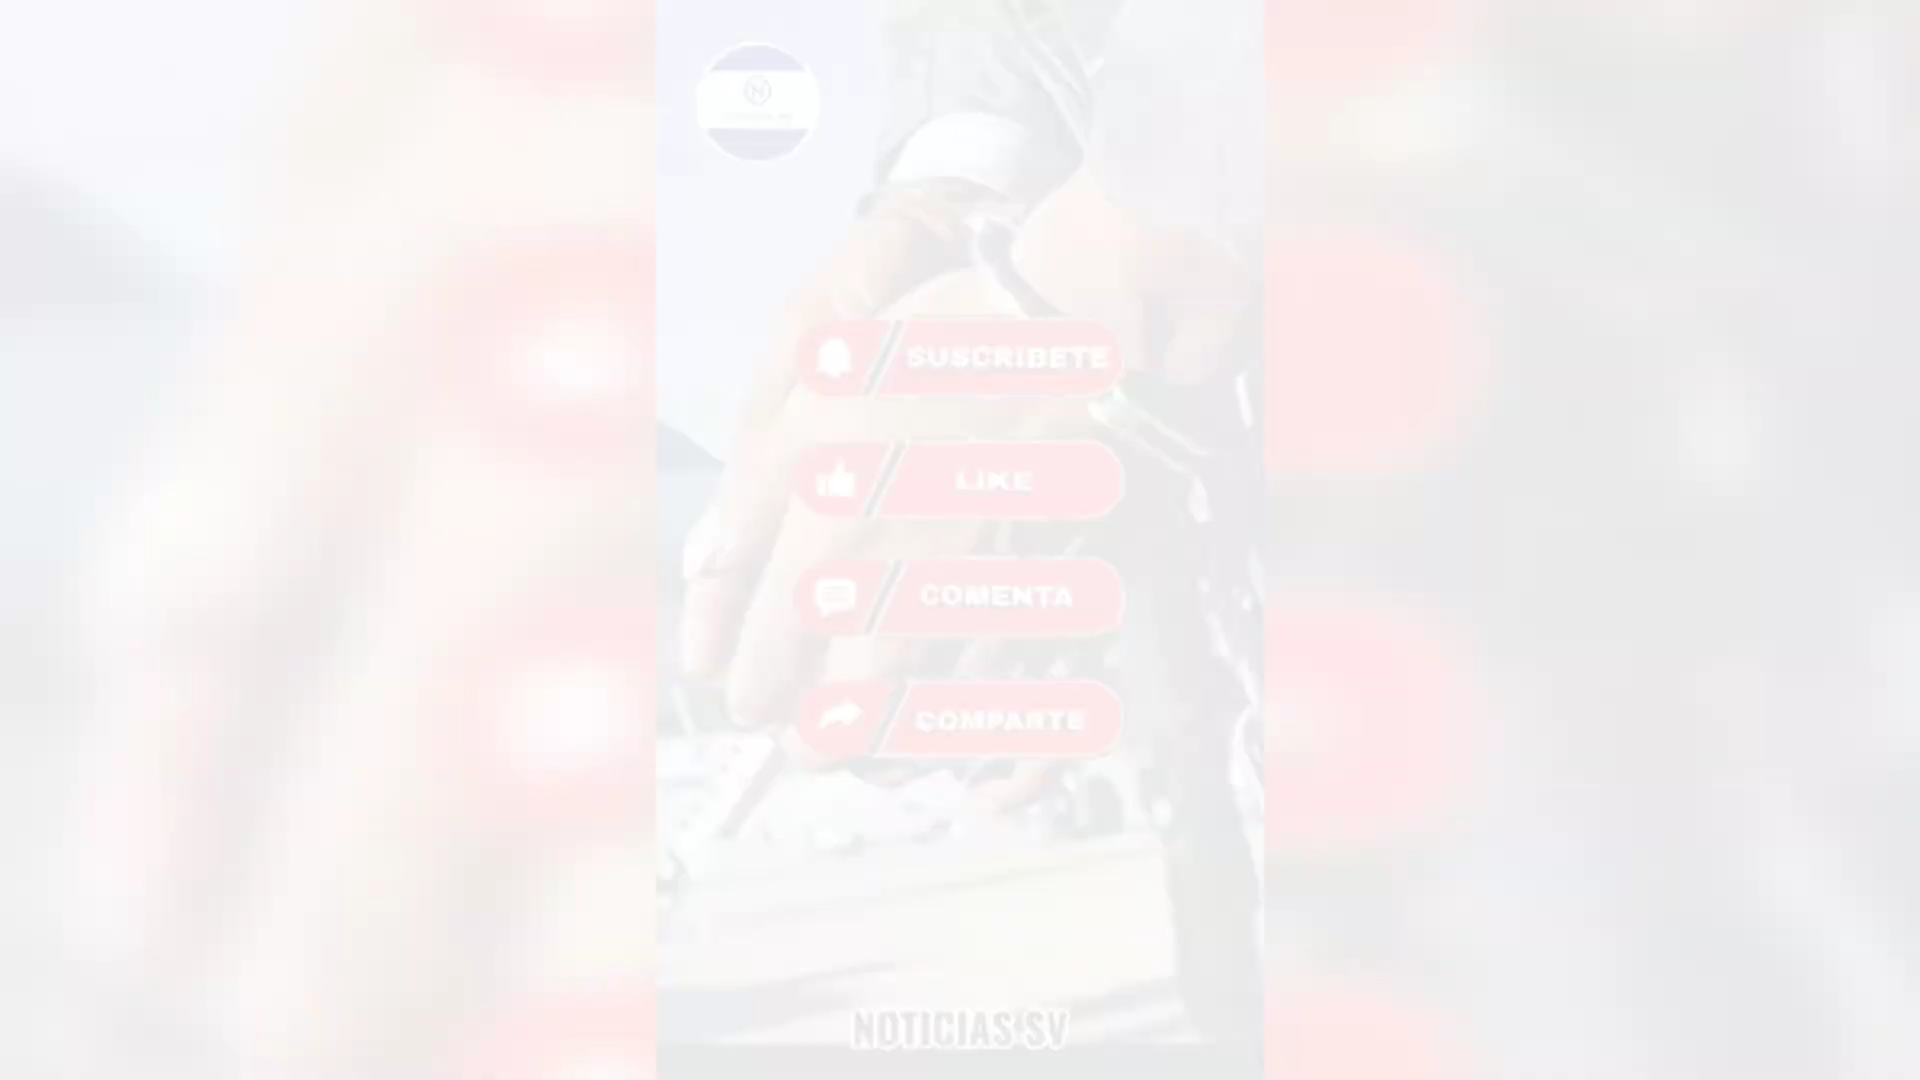 N
SUSCRIBETE
LIKE
COMENTA
COMPARTE
NOTICIAS SV